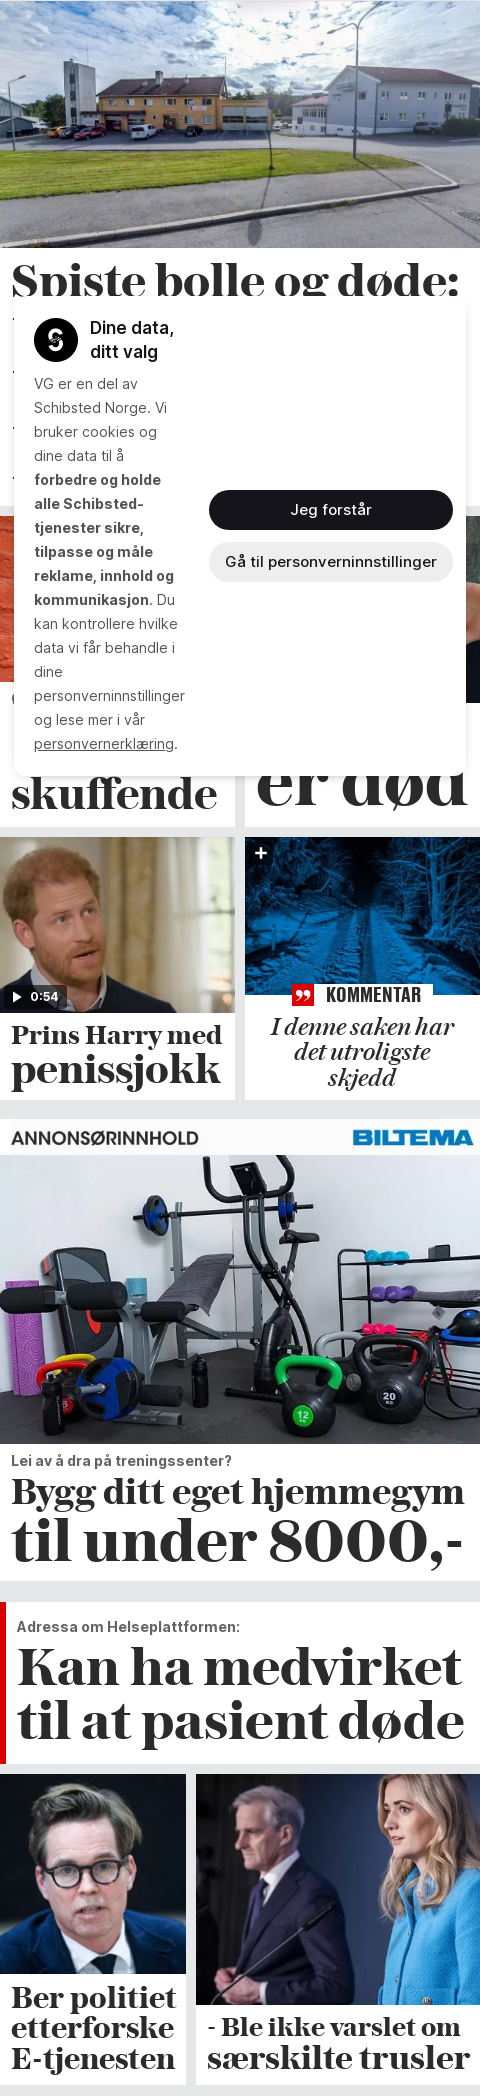 Spiste bolle og døde:
Dine data,
ditt valg
VG er en del av
Schibsted Norge. Vi
bruker cookies og
dine data til å
forbedre og holde
alle Schibsted-
tjenester sikre,
tilpasse og måle
reklame, innhold og
kommunikasjon. Du
kan kontrollere hvilke
data vi får behandle i
dine
personverninnstillinger
og lese mer i vår
personvernerklæring.
Jeg forstår
Gå til personverninnstillinger
skuffende
er død
0:54
Prins Harry med
penissjokk
KOMMENTAR
I denne saken har
det utroligste
skjedd
ANNONSØRINNHOLD
BILTEMA
12
KG
20
KG
Lei av å dra på treningssenter?
Bygg ditt eget hjemmegym
til under 8000,-
Adressa om Helseplattformen:
Kan ha medvirket
til at pasient døde
Ber politiet
etterforske
E-tjenesten
- Ble ikke varslet om
særskilte trusler